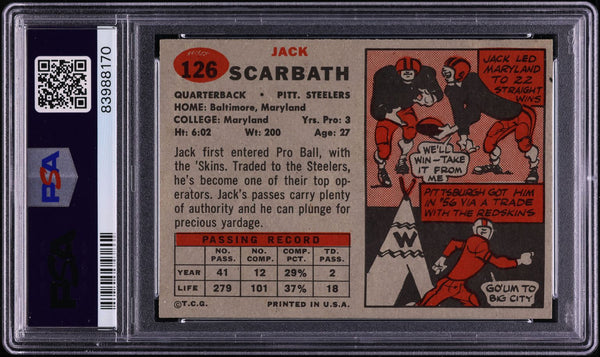 83988170
PSA
PSA
126
JACK
SCARBATH
QUARTERBACK • PITT. STEELERS
HOME: Baltimore, Maryland
COLLEGE: Maryland Yrs. Pro: 3
Ht: 6:02 Wt: 200 Age: 27
Jack first entered Pro Ball, with
the 'Skins. Traded to the Steelers,
he's become one of their top op-
erators. Jack's passes carry plenty
of authority and he can plunge for
precious yardage.
PASSING RECORD
NO. PASS. NO. COMP. COMP. PCT. T. D.
YEAR 41 12 29% 2
LIFE 279 101 37% 18
©T.C.G. PRINTED IN U.S.A.
JACK LED
MARYLAND
TO 22
STRAIGHT
WINS
WE'LL
WIN-TAKE
IT FROM
ME!
PITTSBURGH GOT HIM
IN '56 VIA A TRADE
WITH THE
REDSKINS
W
GO'UM TO
BIG CITY